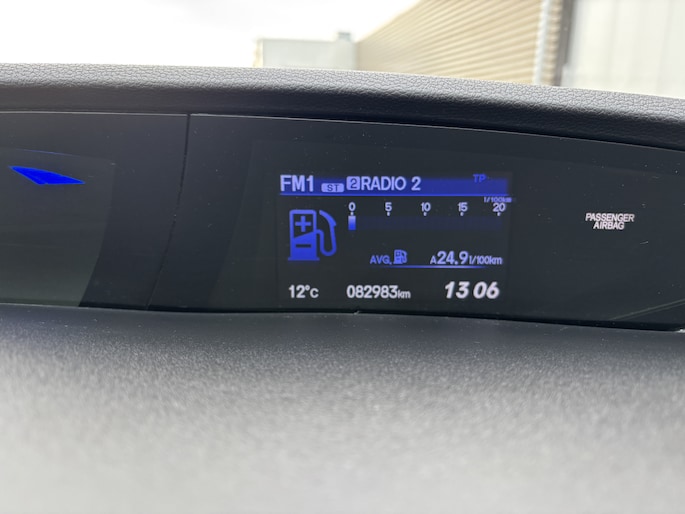 FM1 ST 2 RADIO 2 TP
l/100km
0 5 10 15 20
AVG. A24.9 l/100km
12°C 082983km 13 06
PASSENGER
AIRBAG